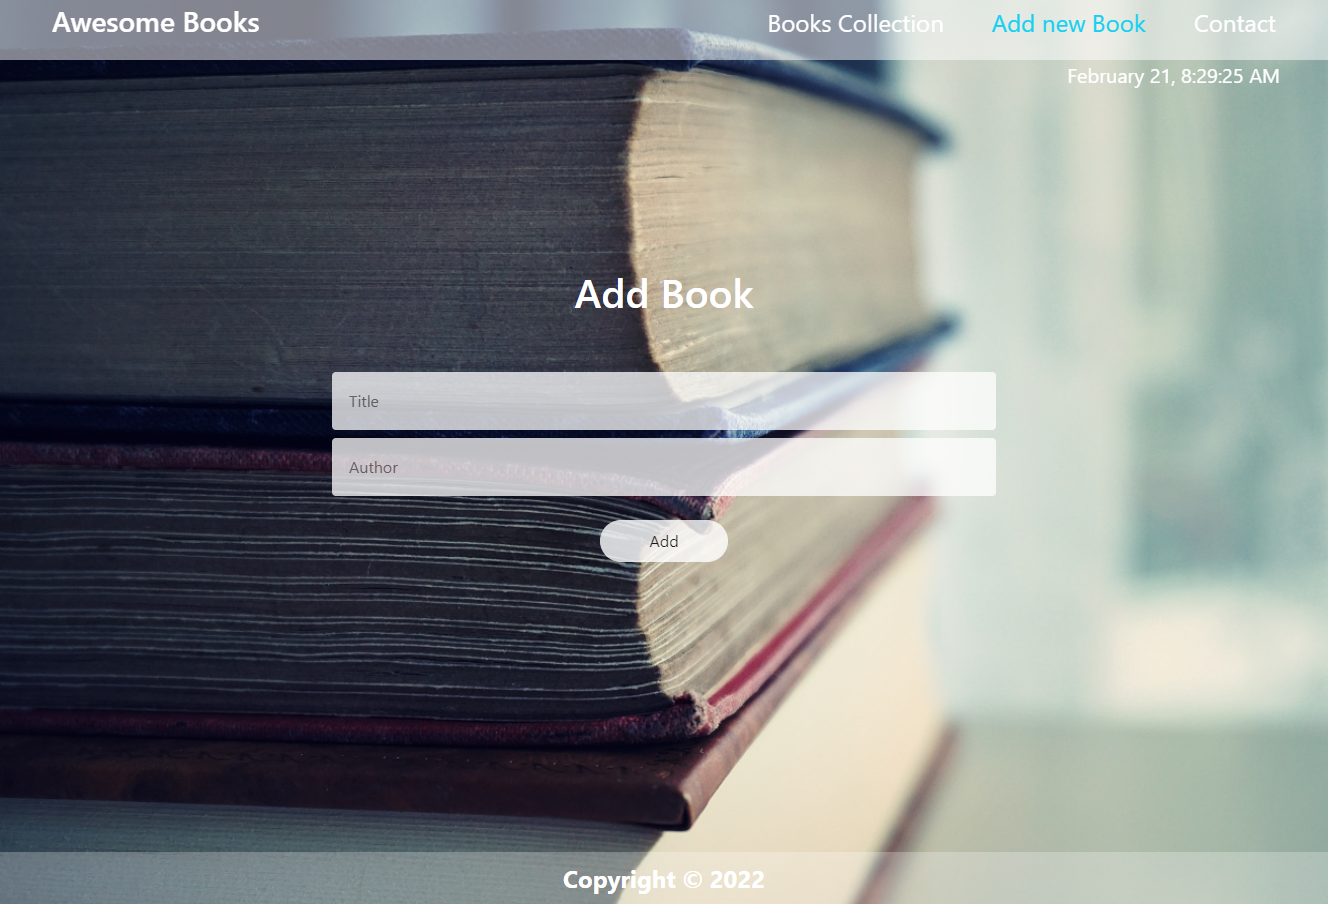 Awesome Books
Books Collection
Add new Book
Contact
February 21, 8:29:25 AM
Add Book
Title
Author
Add
Copyright © 2022